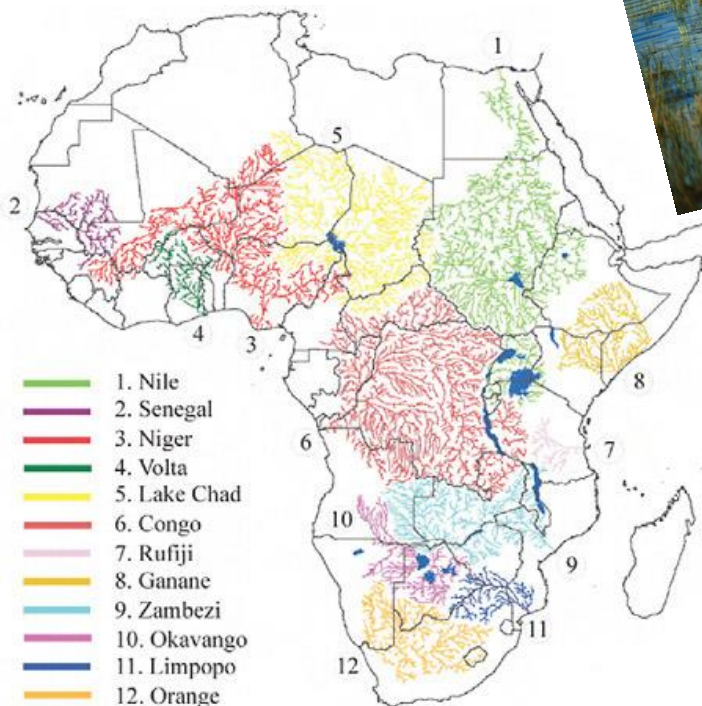 1
5
2
4
3
8
6
7
10
9
11
12
1. Nile
2. Senegal
3. Niger
4. Volta
5. Lake Chad
6. Congo
7. Rufiji
8. Ganane
9. Zambezi
10. Okavango
11. Limpopo
12. Orange